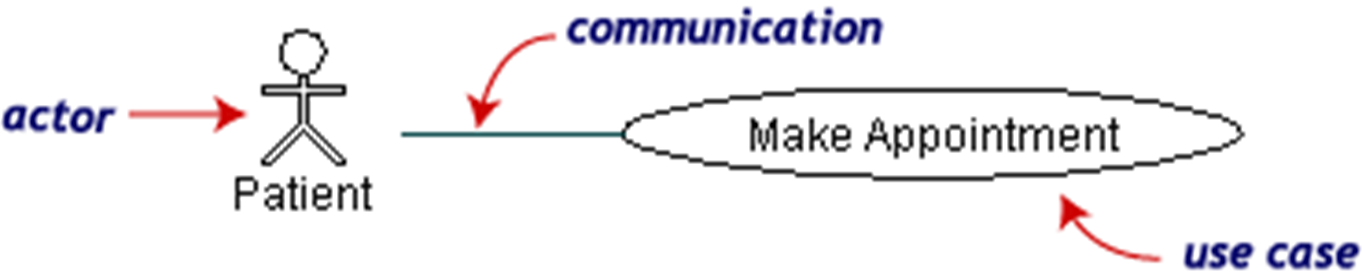 communication
actor
Make Appointment
Patient
use case